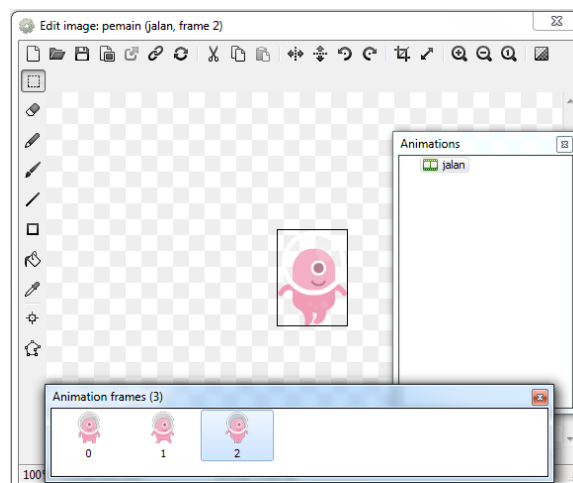 Edit image: pemain (jalan, frame 2)
Animations
jalan
Animation frames (3)
0
1
2
100%